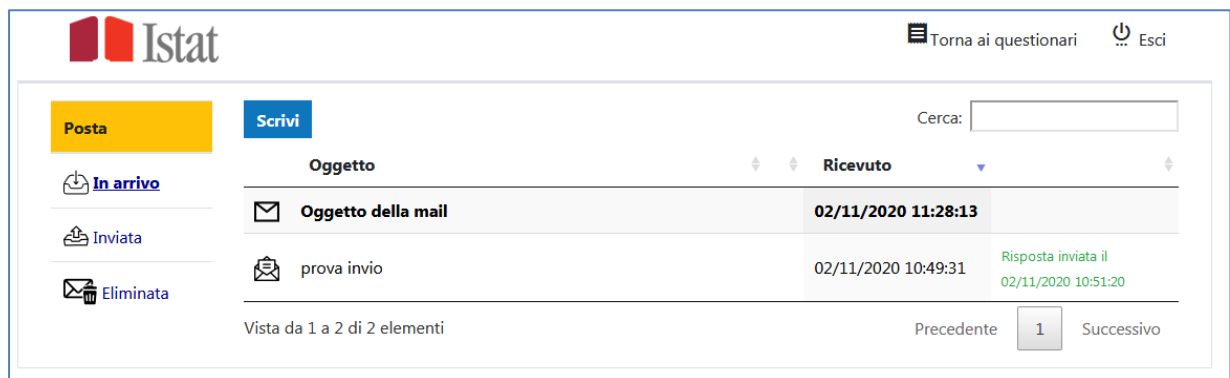 Istat
Torna ai questionari
Esci
Posta
In arrivo
Inviata
Eliminata
Scrivi
Cerca:
Oggetto Ricevuto
Oggetto della mail 02/11/2020 11:28:13
prova invio 02/11/2020 10:49:31 Risposta inviata il
02/11/2020 10:51:20
Vista da 1 a 2 di 2 elementi
Precedente 1 Successivo